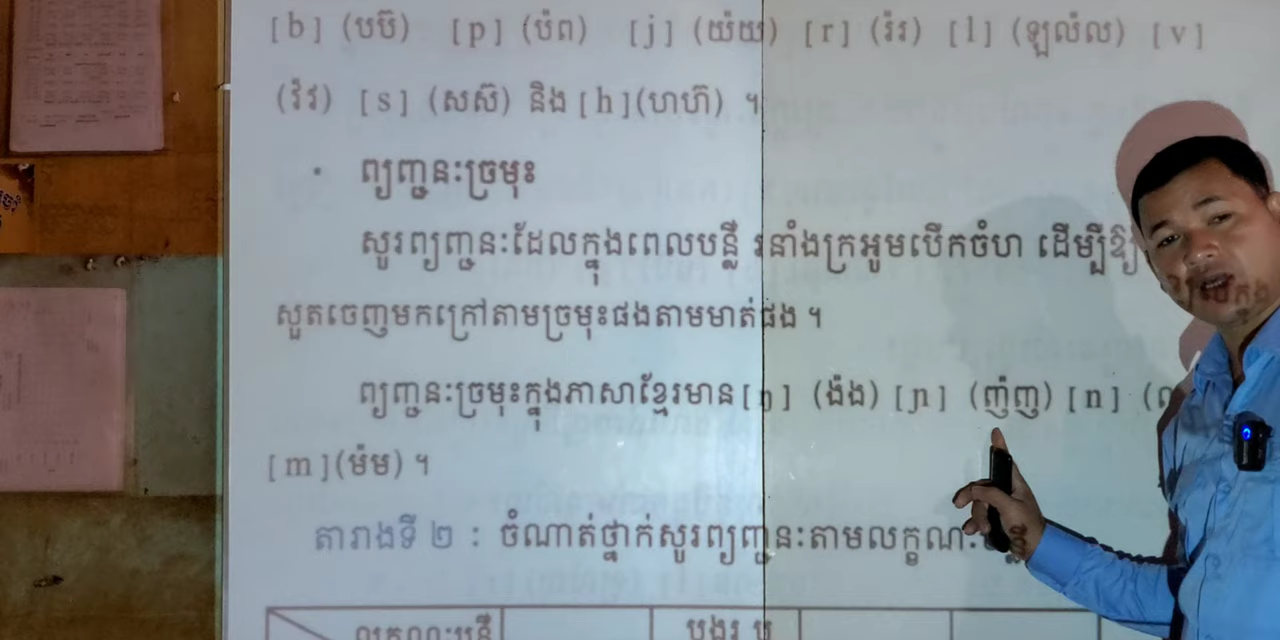 [b] (បប៊) [p] (ប៉ព) [j] (យ៉យ) [r] (រ៉រ) [l] (ឡលំល) [v]
(វ៉វ) [s] (សស៊) និង [h](ហហ៊) ។
• ព្យញ្ជនៈច្រមុះ
សូរព្យញ្ជនៈដែលក្នុងពេលបន្លឺ រនាំងក្រអូមបើកចំហ ដើម្បីឱ្យ
សួតចេញមកក្រៅតាមច្រមុះផងតាមមាត់ផង ។
ព្យញ្ជនៈច្រមុះក្នុងភាសាខ្មែរមាន [ŋ] (ង៉ង) [ɲ] (ញ៉ញ) [n]
[m](ម៉ម) ។
តារាងទី ២ : ចំណាត់ថ្នាក់សូរព្យញ្ជនៈតាមលក្ខណៈ